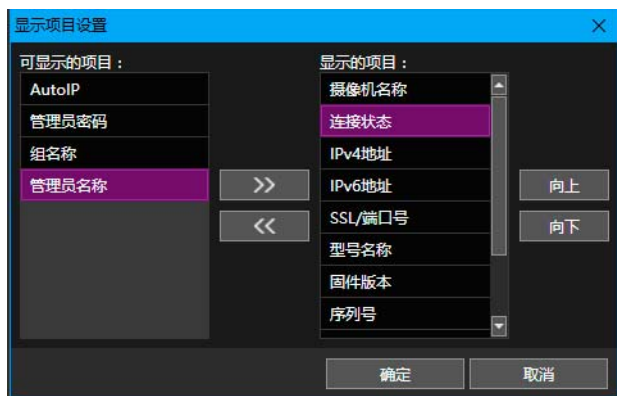 显示项目设置
可显示的项目：
AutoIP
管理员密码
组名称
管理员名称
>>
<<
显示的项目：
摄像机名称
连接状态
IPv4地址
IPv6地址
SSL/端口号
型号名称
固件版本
序列号
向上
向下
确定
取消